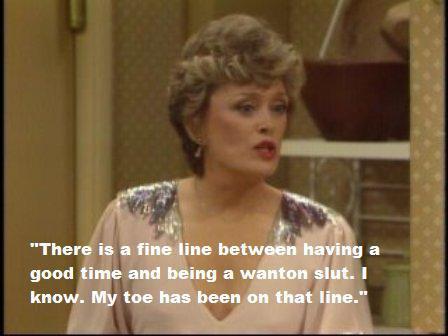 "There is a fine line between having a
good time and being a wanton slut. I
know. My toe has been on that line."